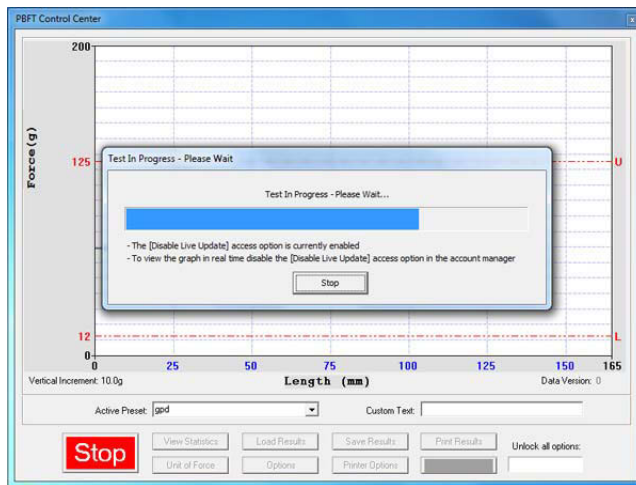 PBFT Control Center
200
Force(g)
125
U
Test In Progress - Please Wait
Test In Progress - Please Wait...
- The [Disable Live Update] access option is currently enabled
- To view the graph in real time disable the [Disable Live Update] access option in the account manager
Stop
12
L
0
0 25 50 75 100 125 150 165
Vertical Increment: 10.0g
Length (mm)
Data Version: 0
Active Preset: gpd
Custom Text:
Stop
View Statistics Load Results Save Results Print Results
Unlock all options:
Unit of Force Options Printer Options